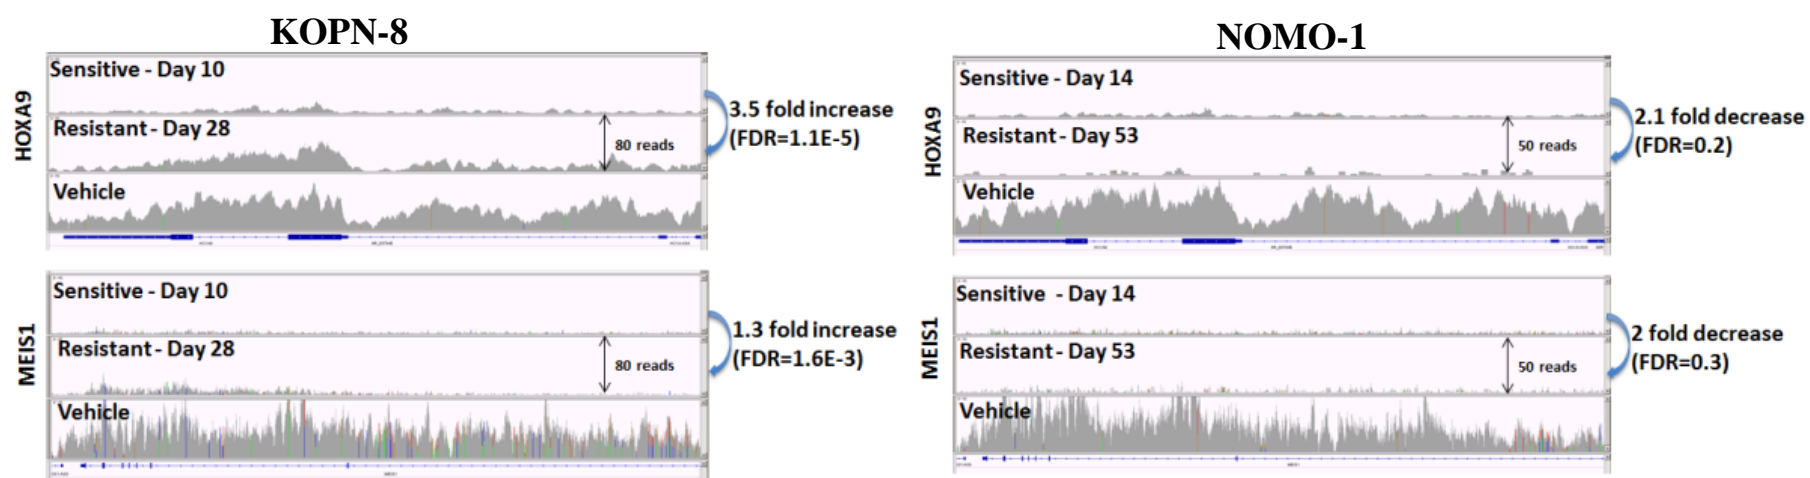 KOPN-8
HOXA9
Sensitive - Day 10
Resistant - Day 28
80 reads
Vehicle
3.5 fold increase
(FDR=1.1E-5)
MEIS1
Sensitive - Day 10
Resistant - Day 28
80 reads
Vehicle
1.3 fold increase
(FDR=1.6E-3)
NOMO-1
HOXA9
Sensitive - Day 14
Resistant - Day 53
50 reads
Vehicle
2.1 fold decrease
(FDR=0.2)
MEIS1
Sensitive - Day 14
Resistant - Day 53
50 reads
Vehicle
2 fold decrease
(FDR=0.3)